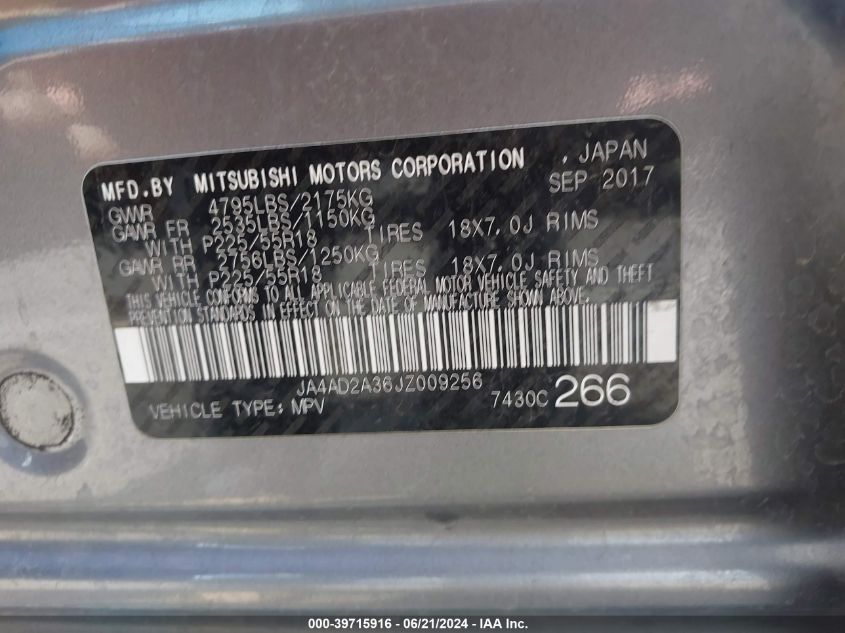 MFD.BY MITSUBISHI MOTORS CORPORATION , JAPAN
SEP 2017
GVWR 4795LBS/2175KG
GAWR FR 2535LBS/1150KG
WITH P225/55R18 TIRES 18X7.0J RIMS
GAWR RR 2756LBS/1250KG
WITH P225/55R18 TIRES 18X7.0J RIMS
THIS VEHICLE CONFORMS TO ALL APPLICABLE FEDERAL MOTOR VEHICLE SAFETY AND THEFT
PREVENTION STANDARDS IN EFFECT ON THE DATE OF MANUFACTURE SHOWN ABOVE.
JA4AD2A36JZ009256
VEHICLE TYPE: MPV 7430C 266
000-39715916 - 06/21/2024 - IAA Inc.